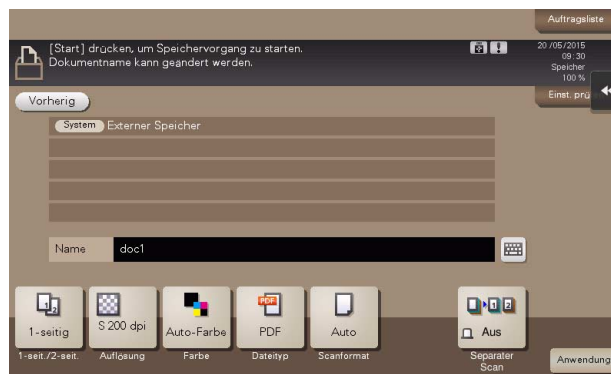 Auftragsliste
[Start] drücken, um Speichervorgang zu starten.
Dokumentname kann geändert werden.
20/05/2015
09:30
Speicher
100 %
Vorherig
Einst. prü
System Externer Speicher
Name doc1
1-seitig
S 200 dpi
Auto-Farbe
PDF
PDF
Auto
Aus
1-seit./2-seit.
Auflösung
Farbe
Dateityp
Scanformat
Separater
Scan
Anwendung